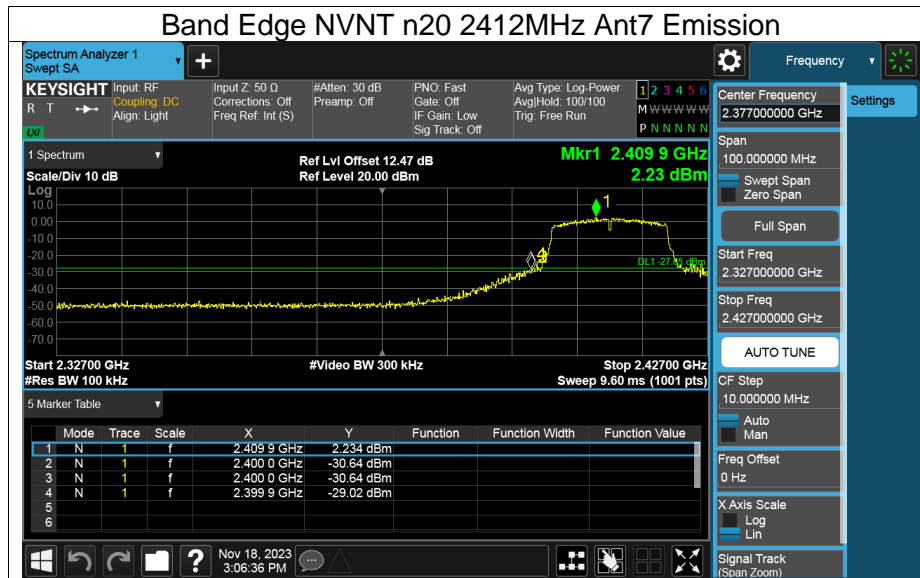 Band Edge NVNT n20 2412MHz Ant7 Emission
Spectrum Analyzer 1
Swept SA
+
Frequency
KEYSIGHT
R T
LXI
Input: RF
Coupling: DC
Align: Light
Input Z: 50 Ω
Corrections: Off
Freq Ref: Int (S)
#Atten: 30 dB
Preamp: Off
PNO: Fast
Gate: Off
IF Gain: Low
Sig Track: Off
Avg Type: Log-Power
Avg|Hold: 100/100
Trig: Free Run
1 2 3 4 5 6
M W W W W W
P N N N N N
1 Spectrum
Scale/Div 10 dB
Ref Lvl Offset 12.47 dB
Ref Level 20.00 dBm
Mkr1 2.409 9 GHz
2.23 dBm
Log
10.0
0.00
-10.0
-20.0
-30.0
-40.0
-50.0
-60.0
-70.0
1
Start 2.32700 GHz
#Res BW 100 kHz
#Video BW 300 kHz
Stop 2.42700 GHz
Sweep 9.60 ms (1001 pts)
5 Marker Table
Mode Trace Scale X Y Function Function Width Function Value
1 N 1 f 2.409 9 GHz 2.234 dBm
2 N 1 f 2.400 0 GHz -30.64 dBm
3 N 1 f 2.400 0 GHz -30.64 dBm
4 N 1 f 2.399 9 GHz -29.02 dBm
5
6
Nov 18, 2023
3:06:36 PM
?
Center Frequency
2.377000000 GHz
Settings
Span
100.000000 MHz
Swept Span
Zero Span
Full Span
Start Freq
2.327000000 GHz
Stop Freq
2.427000000 GHz
AUTO TUNE
CF Step
10.000000 MHz
Auto
Man
Freq Offset
0 Hz
X Axis Scale
Log
Lin
Signal Track
(Span Zoom)